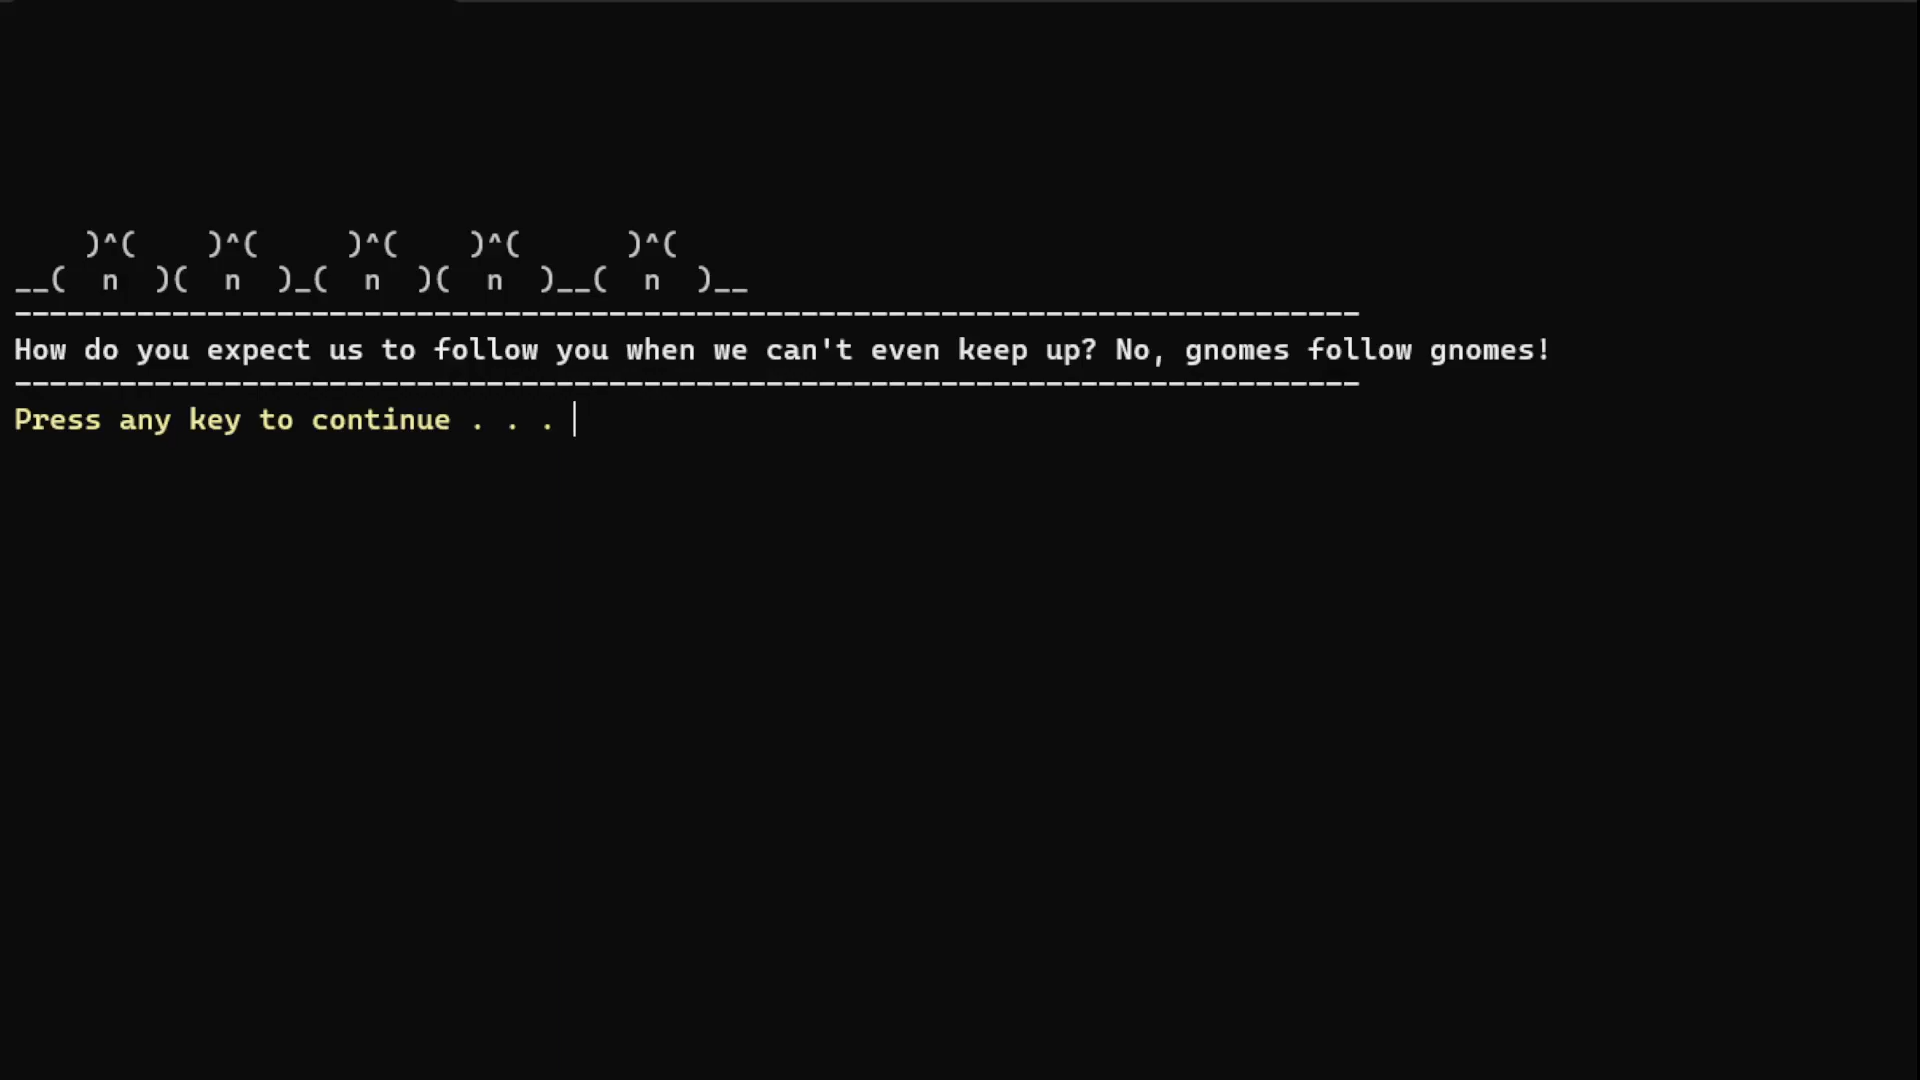 )^(    )^(     )^(    )^(      )^(
__(  n  )(  n  )_(  n  )(  n  )__(  n  )__
-----------------------------------------------------------------------------
How do you expect us to follow you when we can't even keep up? No, gnomes follow gnomes!
-----------------------------------------------------------------------------
Press any key to continue . . .